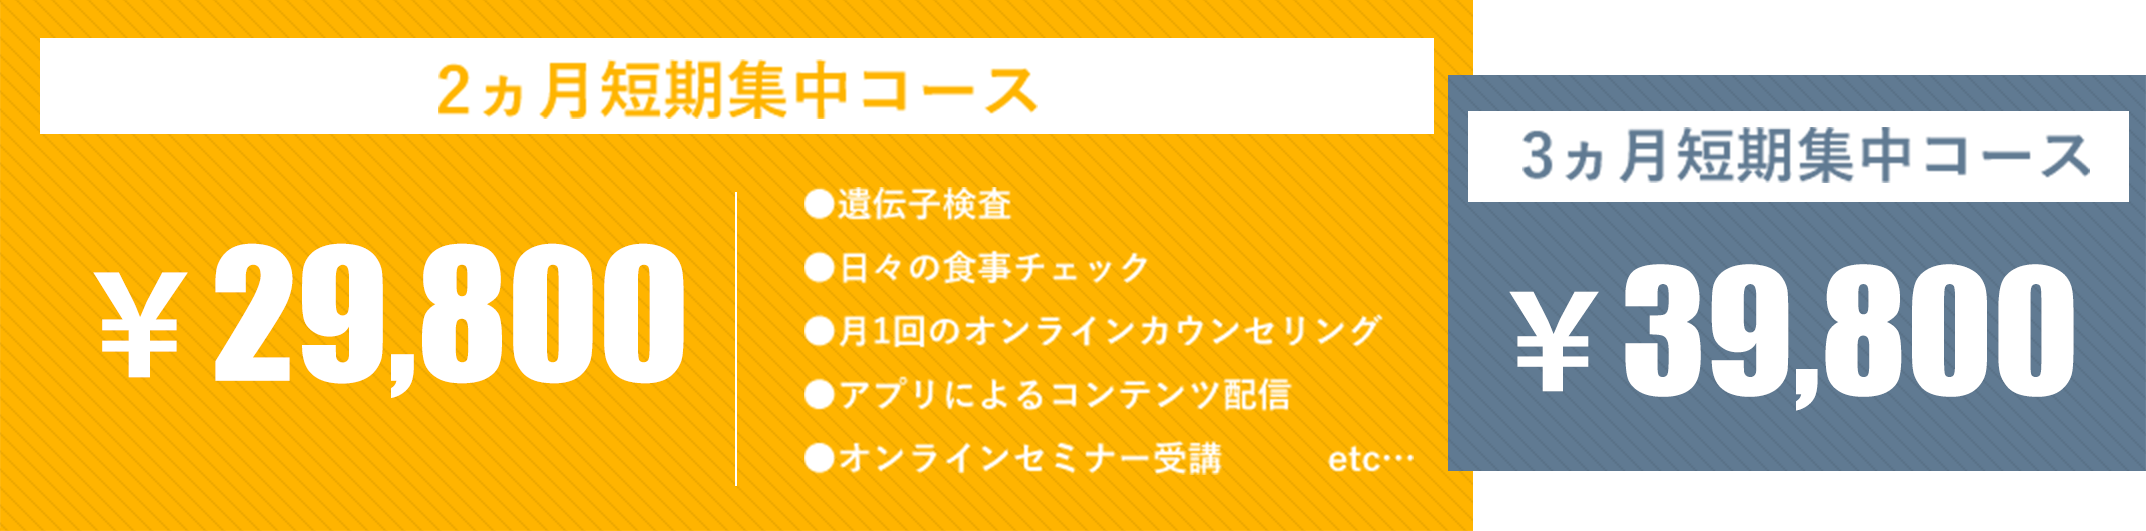 2ヵ月短期集中コース
¥29,800
●遺伝子検査
●日々の食事チェック
●月1回のオンラインカウンセリング
●アプリによるコンテンツ配信
●オンラインセミナー受講 etc…
3ヵ月短期集中コース
¥39,800